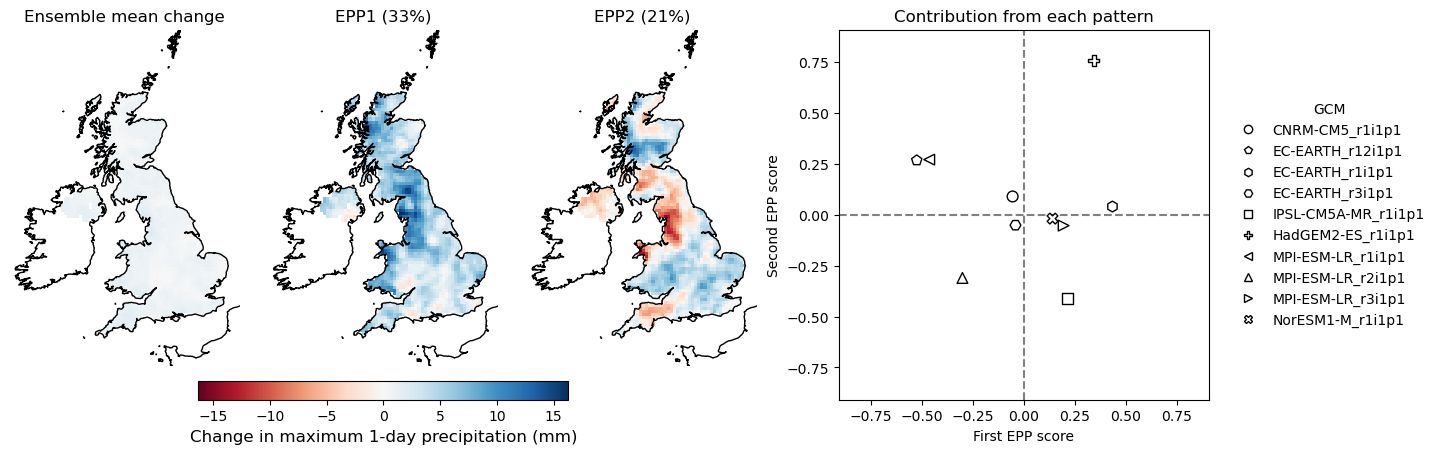 Ensemble mean change
EPP1 (33%)
EPP2 (21%)
−15 −10 −5 0 5 10 15
Change in maximum 1-day precipitation (mm)
Contribution from each pattern
Second EPP score
0.75
0.50
0.25
0.00
−0.25
−0.50
−0.75
−0.75 −0.50 −0.25 0.00 0.25 0.50 0.75
First EPP score
GCM
CNRM-CM5_r1i1p1
EC-EARTH_r12i1p1
EC-EARTH_r1i1p1
EC-EARTH_r3i1p1
IPSL-CM5A-MR_r1i1p1
HadGEM2-ES_r1i1p1
MPI-ESM-LR_r1i1p1
MPI-ESM-LR_r2i1p1
MPI-ESM-LR_r3i1p1
NorESM1-M_r1i1p1